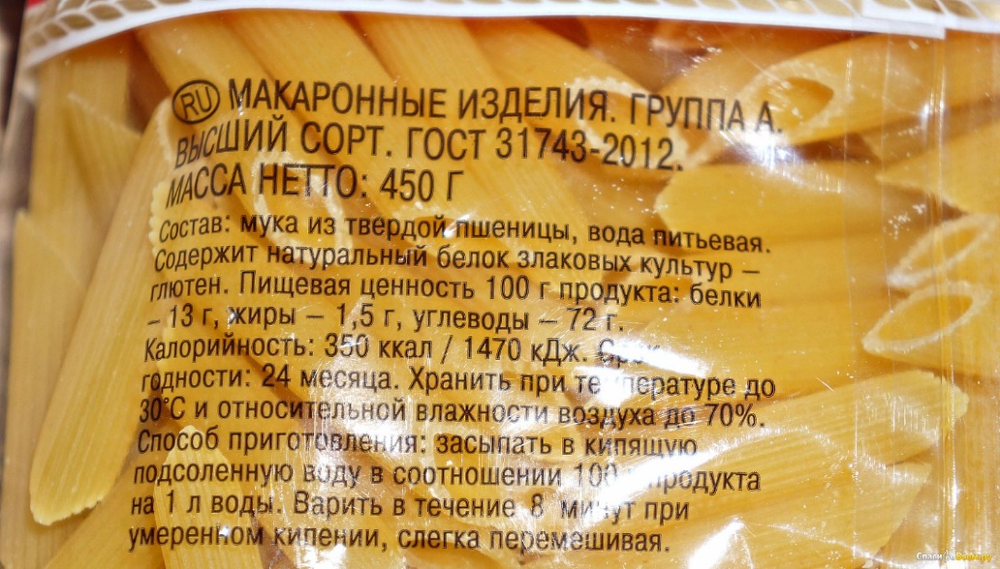 RU МАКАРОННЫЕ ИЗДЕЛИЯ. ГРУППА А.
ВЫСШИЙ СОРТ. ГОСТ 31743-2012.
МАССА НЕТТО: 450 Г
Состав: мука из твердой пшеницы, вода питьевая.
Содержит натуральный белок злаковых культур –
глютен. Пищевая ценность 100 г продукта: белки
– 13 г, жиры – 1,5 г, углеводы – 72 г.
Калорийность: 350 ккал / 1470 кДж.
годности: 24 месяца. Хранить при температуре до
30°С и относительной влажности воздуха до 70%.
Способ приготовления: засыпать в кипящую
подсоленную воду в соотношении 100 продукта
на 1 л воды. Варить в течение 8 минут при
умеренном кипении, слегка перемешивая.